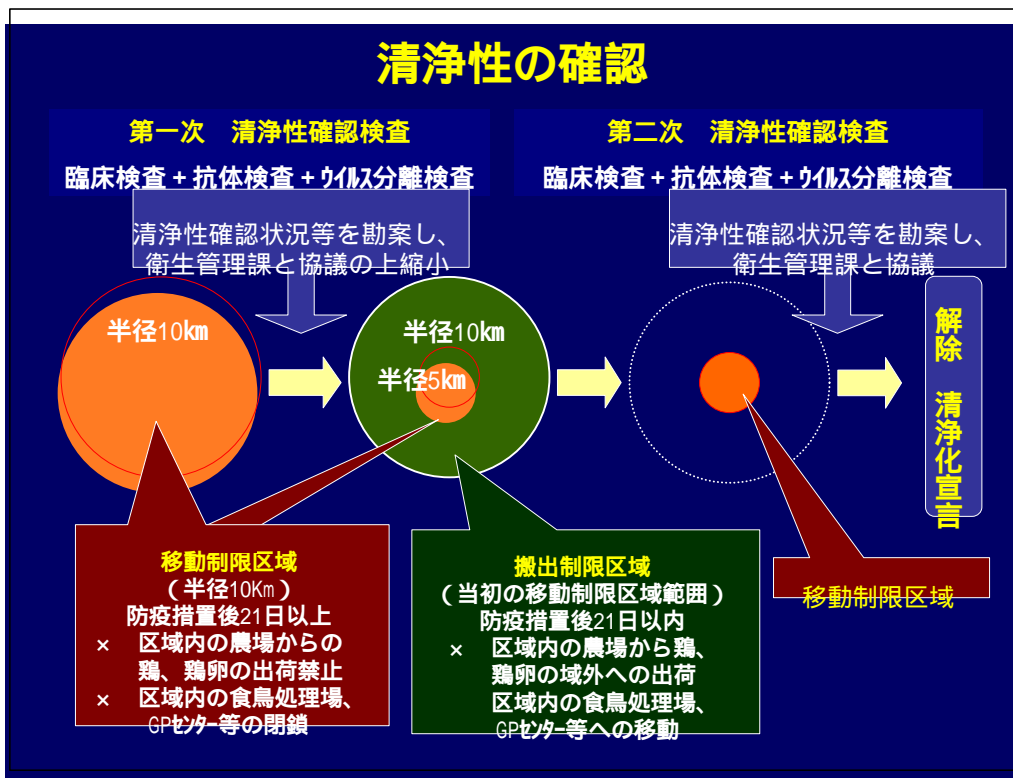 清浄性の確認
第一次　清浄性確認検査
臨床検査+抗体検査+ウイルス分離検査
第二次　清浄性確認検査
臨床検査+抗体検査+ウイルス分離検査
清浄性確認状況等を勘案し、
衛生管理課と協議の上縮小
清浄性確認状況等を勘案し、
衛生管理課と協議
半径10km
半径10km
半径5km
解除　清浄化宣言
移動制限区域
(半径10Km)
防疫措置後21日以上
×　区域内の農場からの
鶏、鶏卵の出荷禁止
×　区域内の食鳥処理場、
GPセンター等の閉鎖
搬出制限区域
(当初の移動制限区域範囲)
防疫措置後21日以内
×　区域内の農場から鶏、
鶏卵の域外への出荷
区域内の食鳥処理場、
GPセンター等への移動
移動制限区域